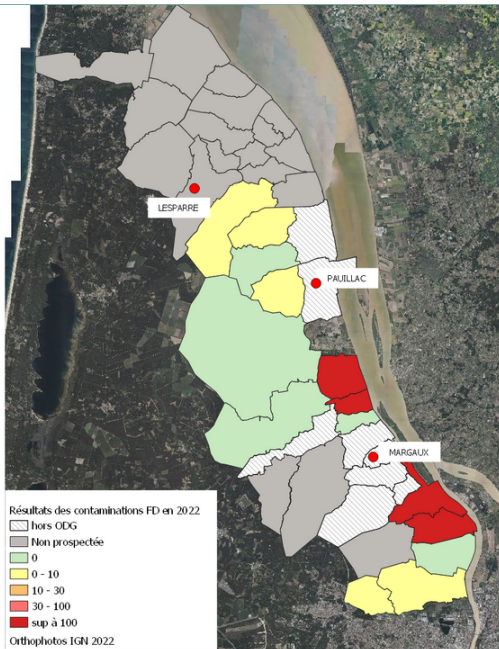 LESPARRE
PAUILLAC
MARGAUX
Résultats des contaminations FD en 2022
hors ODG
Non prospectée
0
0 - 10
10 - 30
30 - 100
sup à 100
Orthophotos IGN 2022